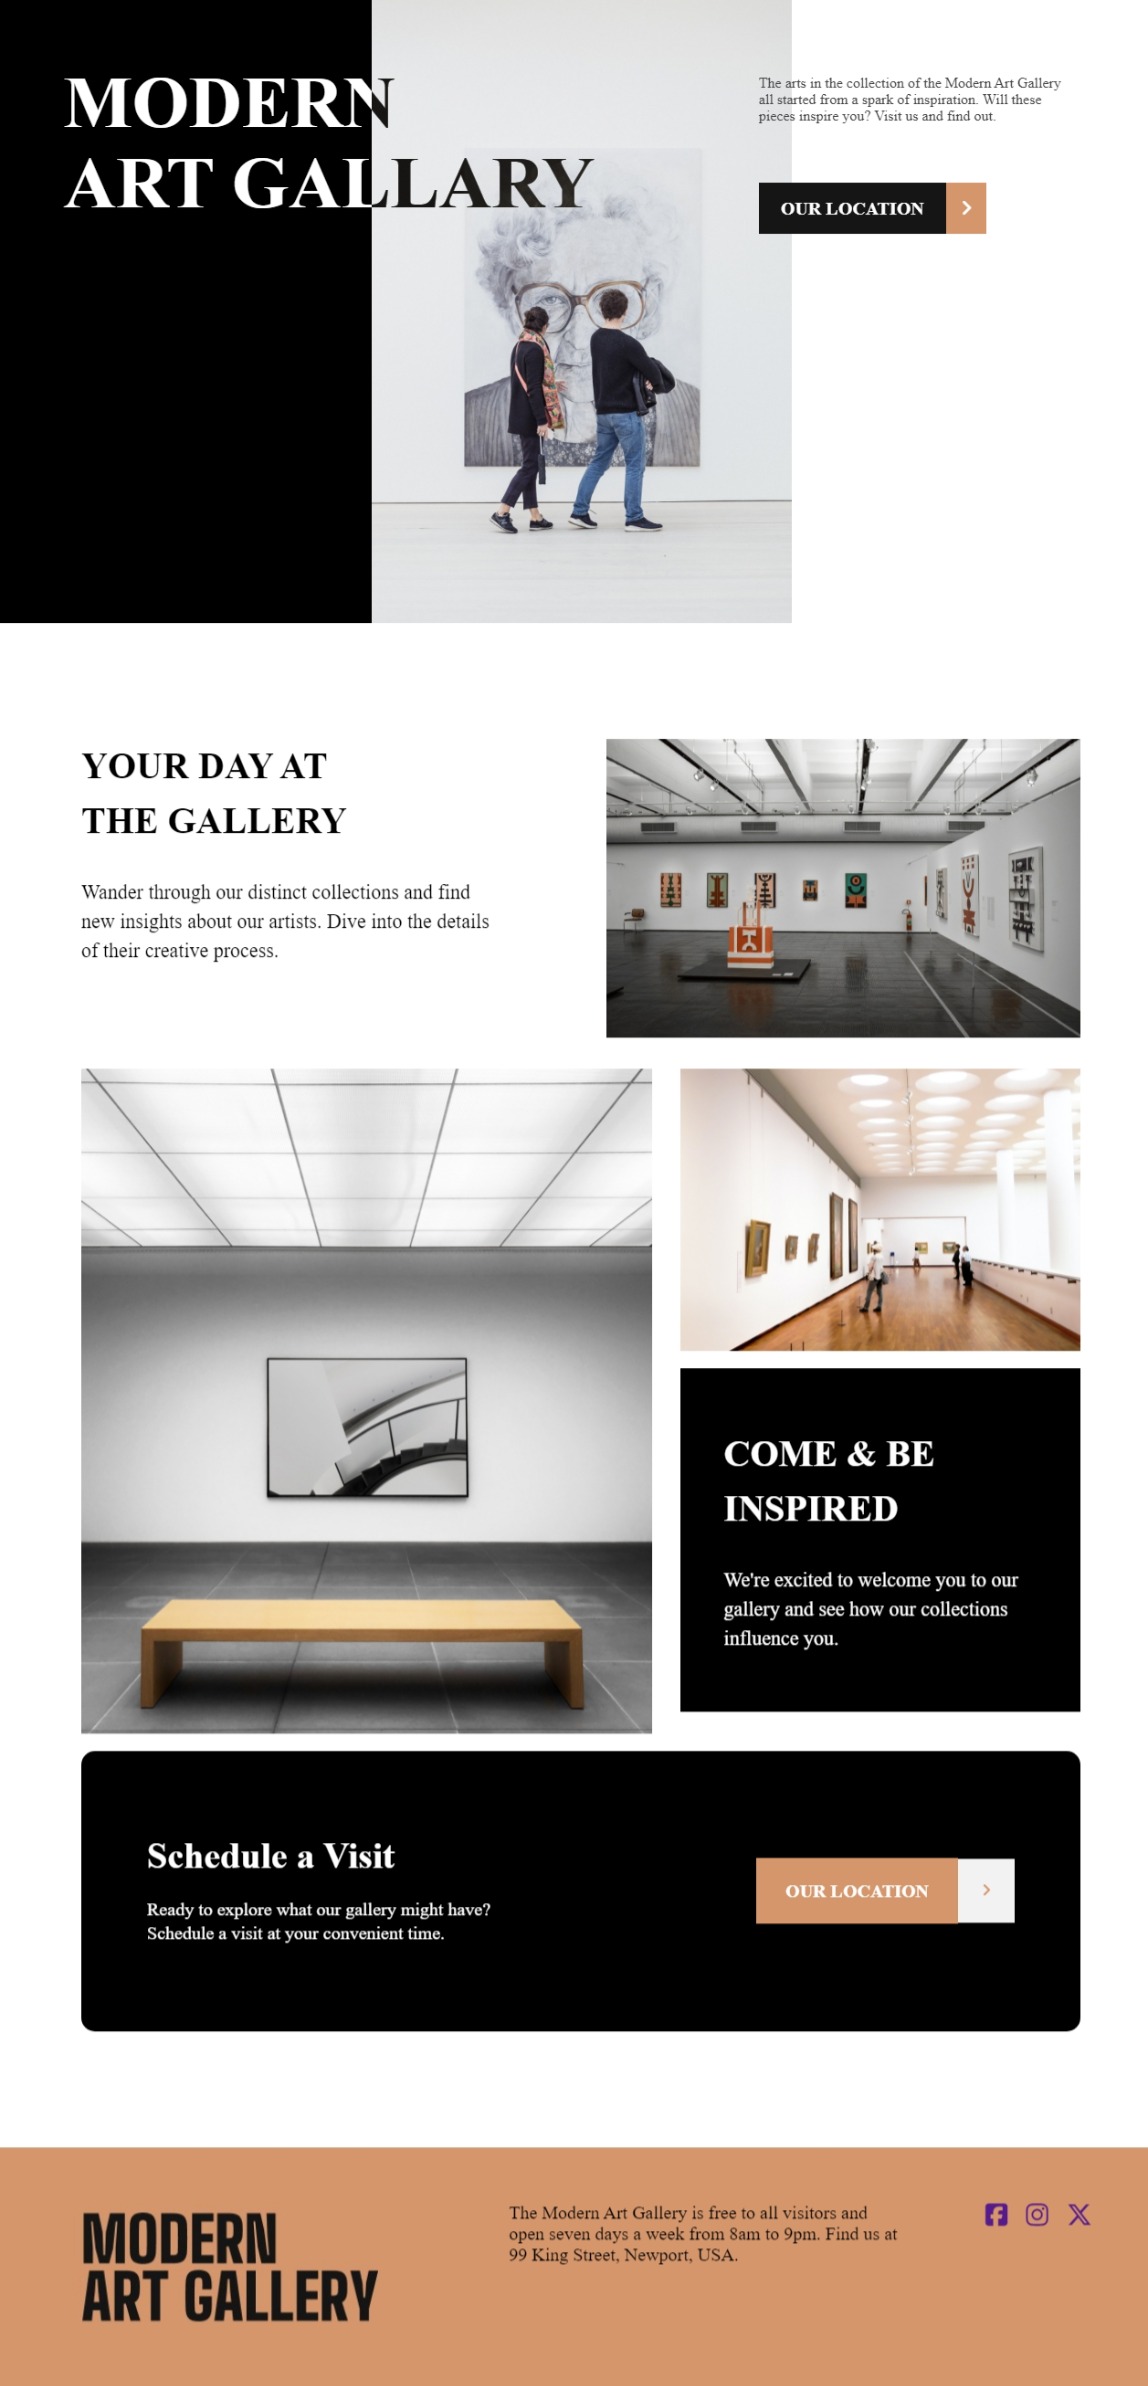 MODERN
ART GALLARY
The arts in the collection of the Modern Art Gallery
all started from a spark of inspiration. Will these
pieces inspire you? Visit us and find out.
OUR LOCATION
YOUR DAY AT
THE GALLERY
Wander through our distinct collections and find
new insights about our artists. Dive into the details
of their creative process.
COME & BE
INSPIRED
We're excited to welcome you to our
gallery and see how our collections
influence you.
Schedule a Visit
Ready to explore what our gallery might have?
Schedule a visit at your convenient time.
OUR LOCATION
MODERN
ART GALLERY
The Modern Art Gallery is free to all visitors and
open seven days a week from 8am to 9pm. Find us at
99 King Street, Newport, USA.